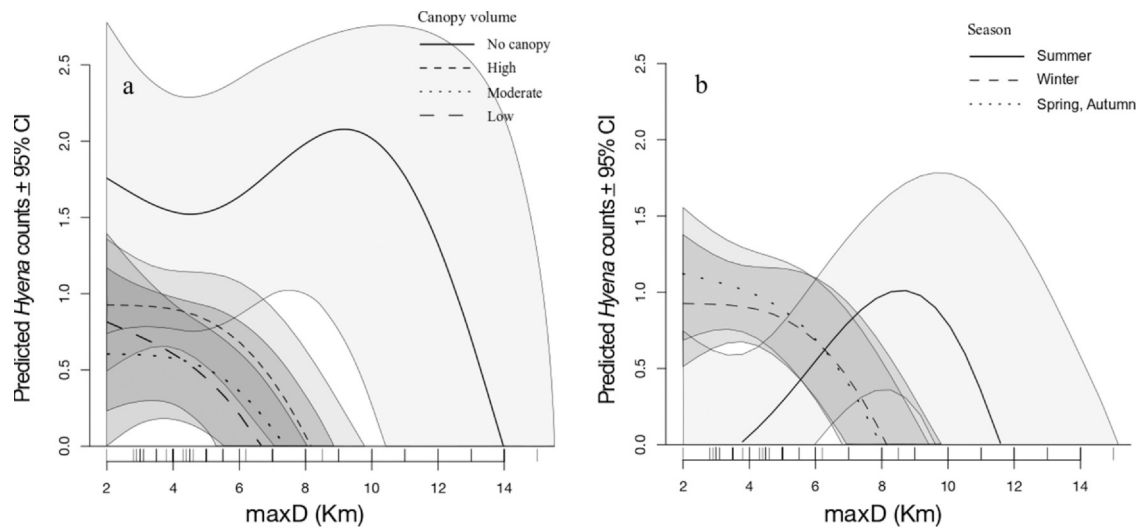 Canopy volume
No canopy
High
Moderate
Low
a
Predicted Hyena counts ± 95% CI
2.5
2.0
1.5
1.0
0.5
0.0
2 4 6 8 10 12 14
maxD (Km)
Season
Summer
Winter
Spring, Autumn
b
Predicted Hyena counts ± 95% CI
2.5
2.0
1.5
1.0
0.5
0.0
2 4 6 8 10 12 14
maxD (Km)